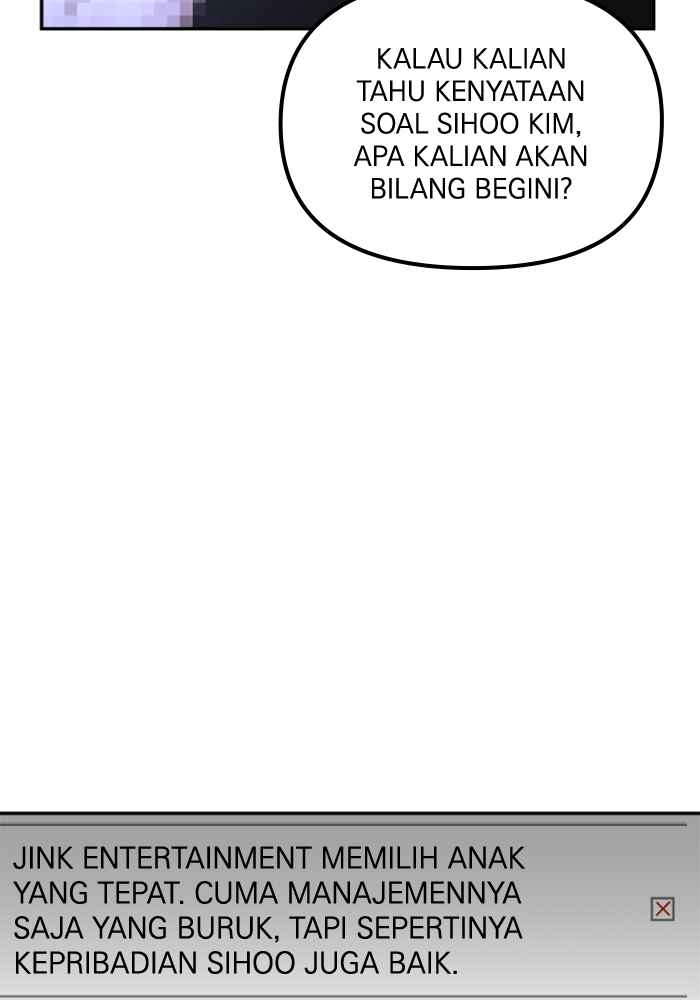 KALAU KALIAN
TAHU KENYATAAN
SOAL SIHOO KIM,
APA KALIAN AKAN
BILANG BEGINI?
JINK ENTERTAINMENT MEMILIH ANAK
YANG TEPAT. CUMA MANAJEMENNYA
SAJA YANG BURUK, TAPI SEPERTINYA
KEPRIBADIAN SIHOO JUGA BAIK.